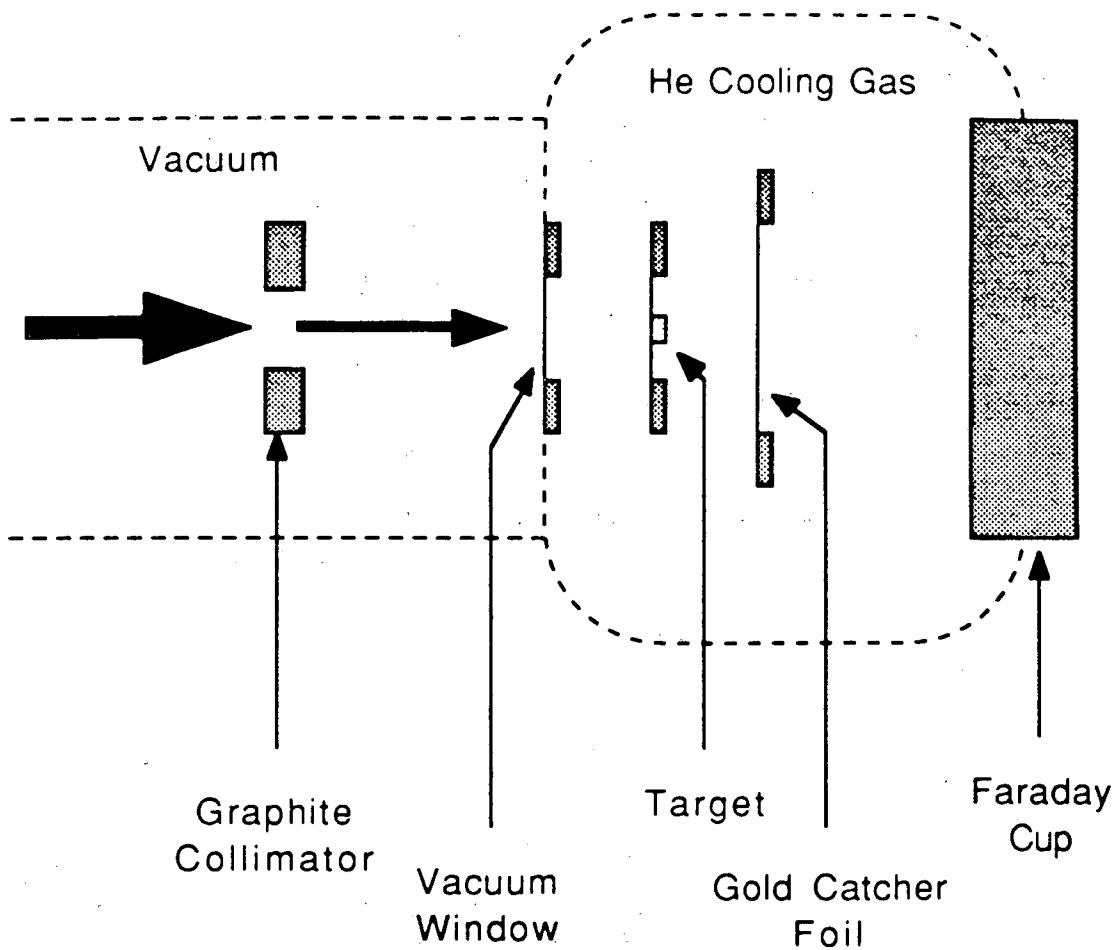 He Cooling Gas
Vacuum
Graphite
Collimator
Vacuum
Window
Target
Gold Catcher
Foil
Faraday
Cup